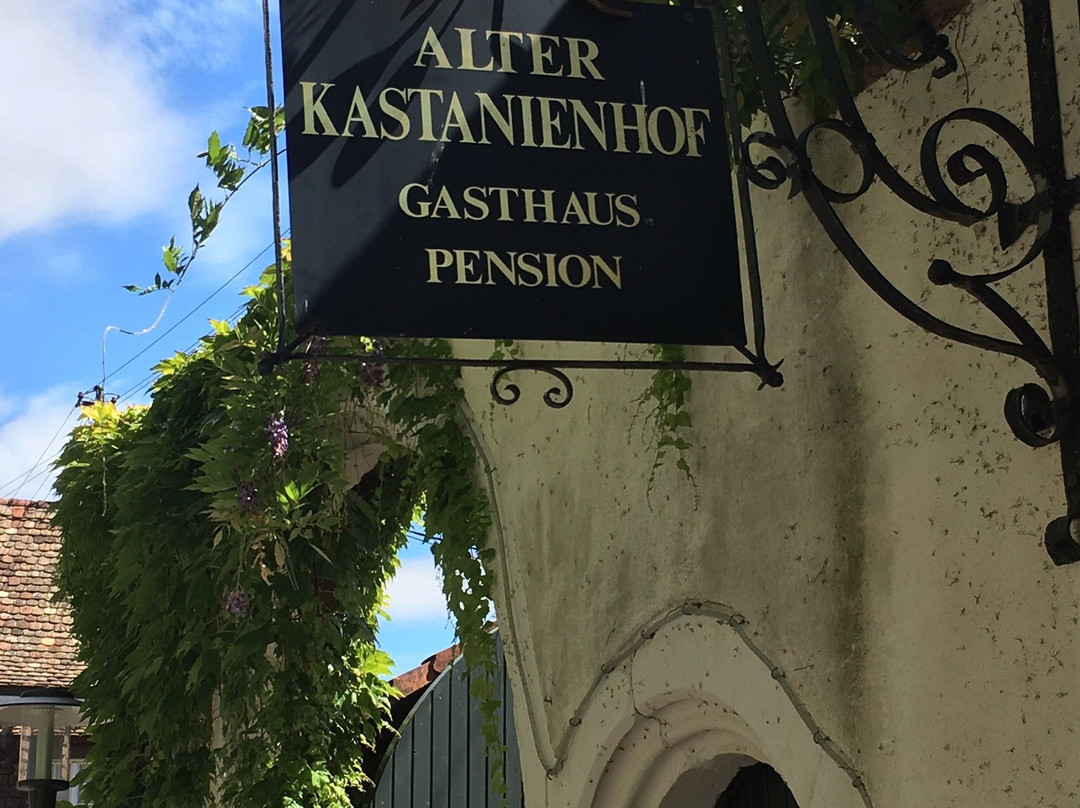 ALTER
KASTANIENHOF
GASTHAUS
PENSION